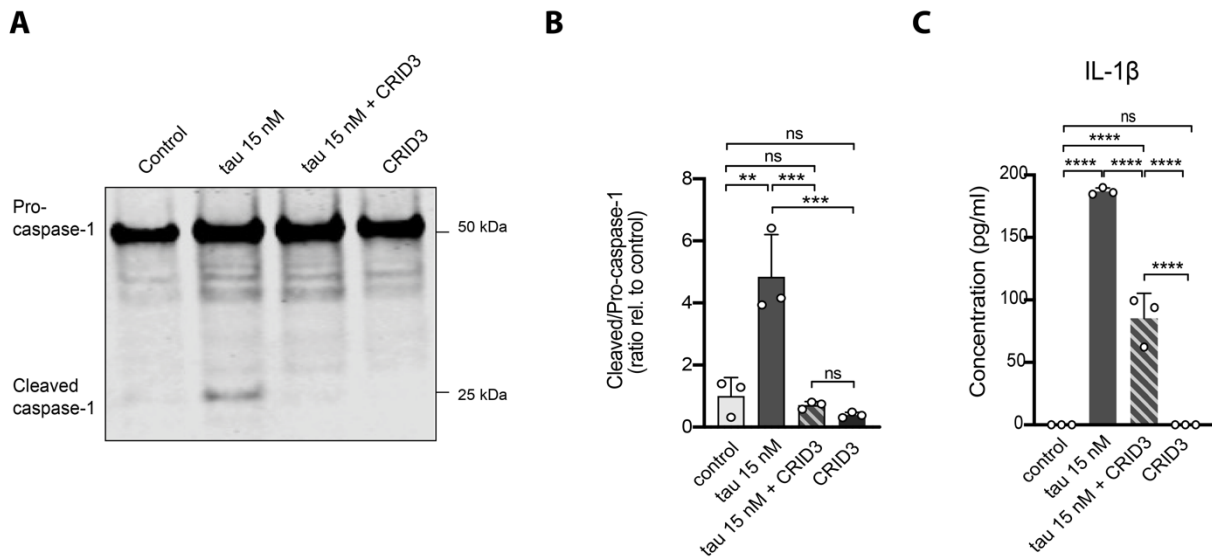 A
Control
tau 15 nM
tau 15 nM + CRID3
CRID3
Pro-
caspase-1
50 kDa
Cleaved
caspase-1
25 kDa
B
ns
ns
** ***
***
ns
Cleaved/Pro-caspase-1
(ratio rel. to control)
8
6
4
2
0
control
tau 15 nM
tau 15 nM + CRID3
CRID3
C
IL-1β
ns
****
**** **** ****
****
Concentration (pg/ml)
200
150
100
50
0
control
tau 15 nM
tau 15 nM + CRID3
CRID3